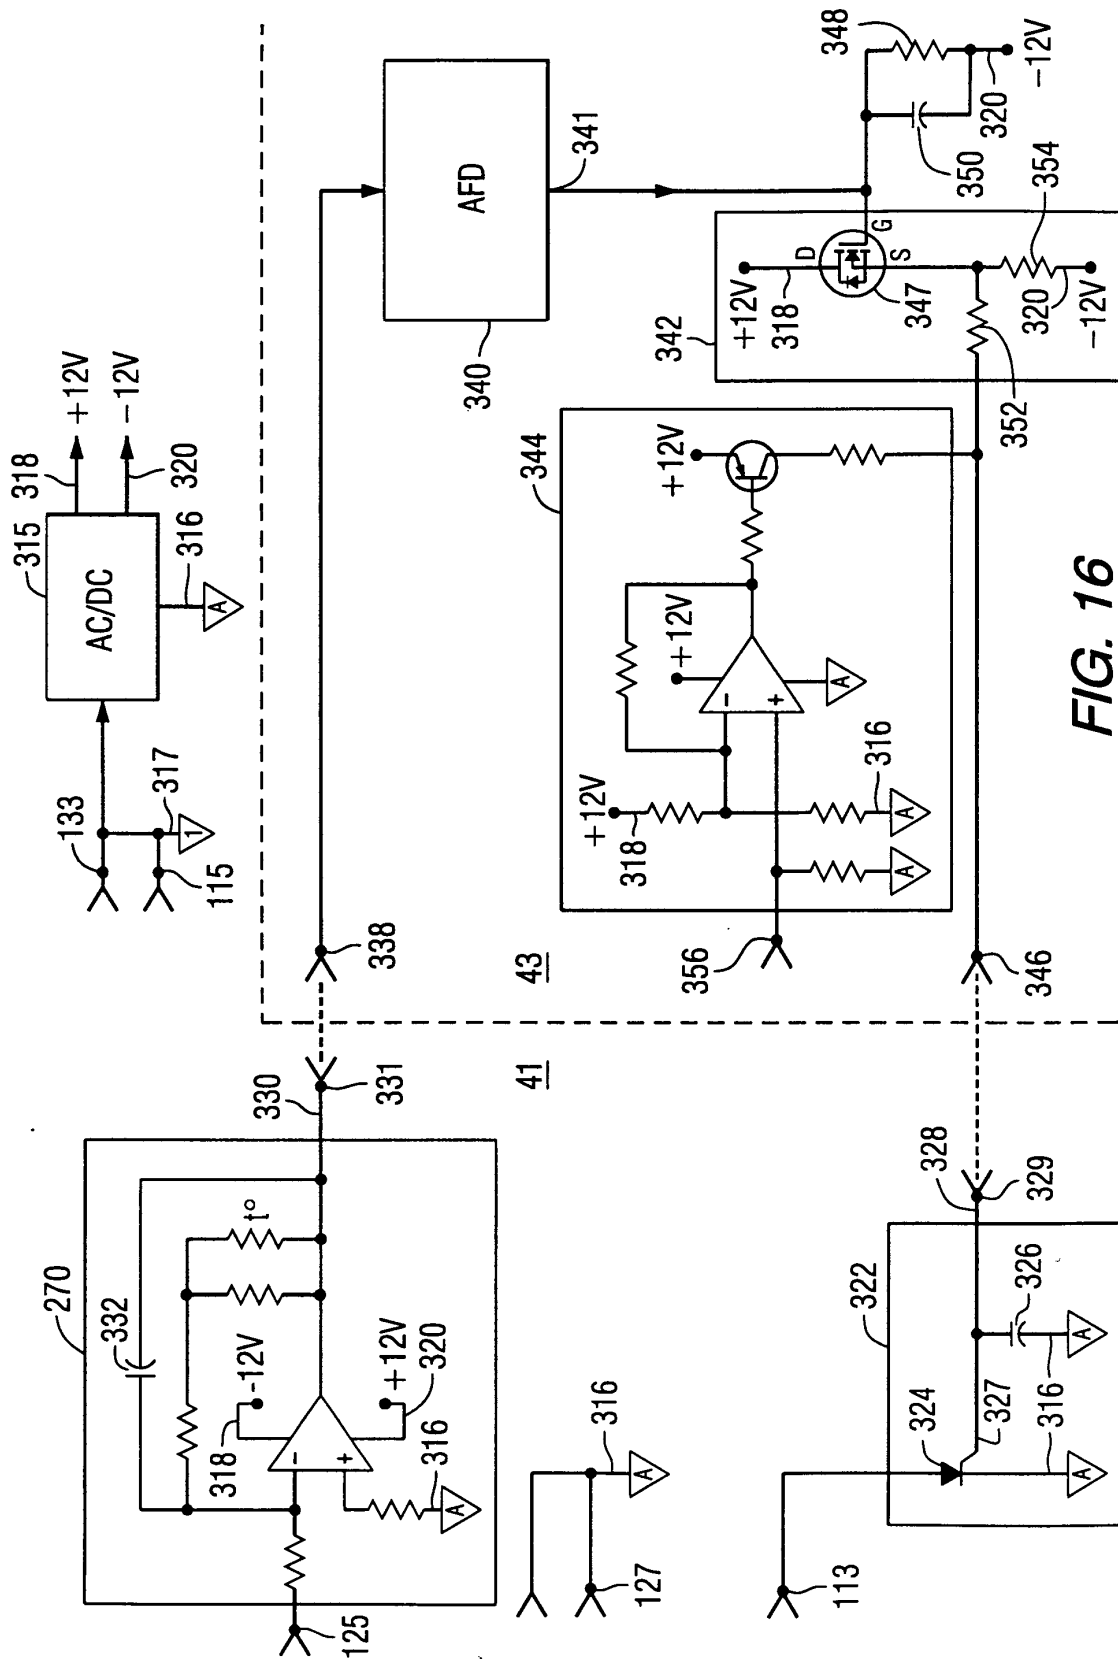 133
115
317
1
315
AC/DC
318
+12V
-12V
320
316
A
270
332
t°
-12V
318
+12V
320
-
+
316
A
125
330
331
338
41
43
AFD
340
341
316
A
127
344
+12V
318
+12V
-
+
A
+12V
316
A
A
356
342
+12V
318
D
G
S
347
320
-12V
352
354
350
348
320
-12V
113
322
324
327
326
316
A
A
328
329
346
FIG. 16